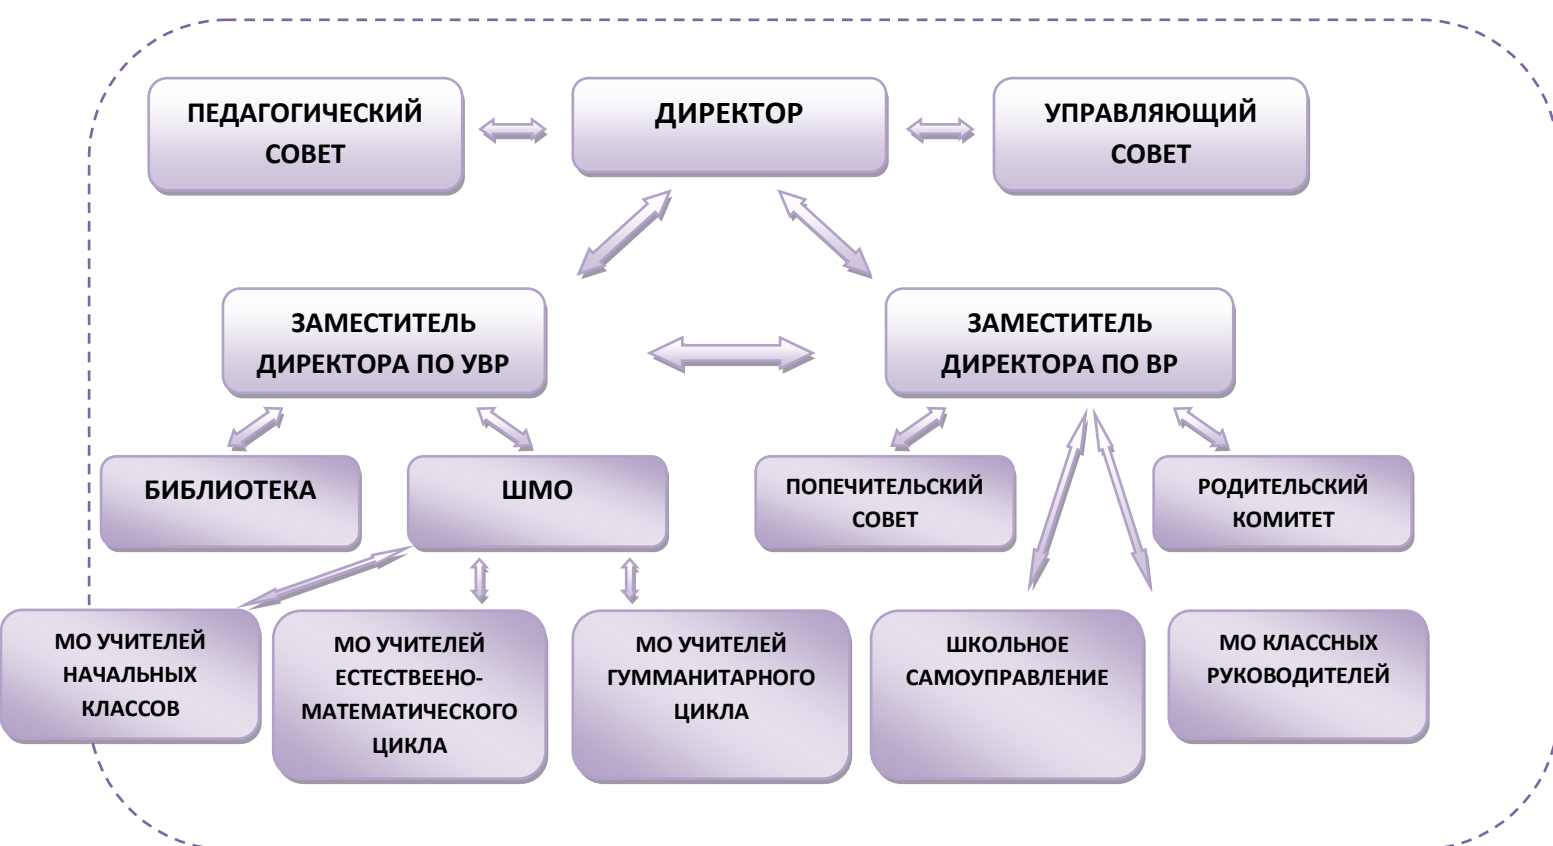 ПЕДАГОГИЧЕСКИЙ
СОВЕТ
ДИРЕКТОР
УПРАВЛЯЮЩИЙ
СОВЕТ
ЗАМЕСТИТЕЛЬ
ДИРЕКТОРА ПО УВР
ЗАМЕСТИТЕЛЬ
ДИРЕКТОРА ПО ВР
БИБЛИОТЕКА
ШМО
ПОПЕЧИТЕЛЬСКИЙ
СОВЕТ
РОДИТЕЛЬСКИЙ
КОМИТЕТ
МО УЧИТЕЛЕЙ
НАЧАЛЬНЫХ
КЛАССОВ
МО УЧИТЕЛЕЙ
ЕСТЕСТВЕЕНО-
МАТЕМАТИЧЕСКОГО
ЦИКЛА
МО УЧИТЕЛЕЙ
ГУММАНИТАРНОГО
ЦИКЛА
ШКОЛЬНОЕ
САМОУПРАВЛЕНИЕ
МО КЛАССНЫХ
РУКОВОДИТЕЛЕЙ